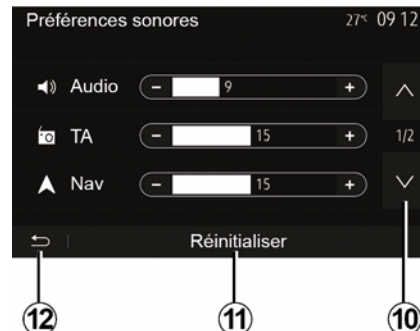 Préférences sonores 27°C 09 12
Audio - 9 +
TA - 15 + 1/2
Nav - 15 +
Réinitialiser
12 11 10